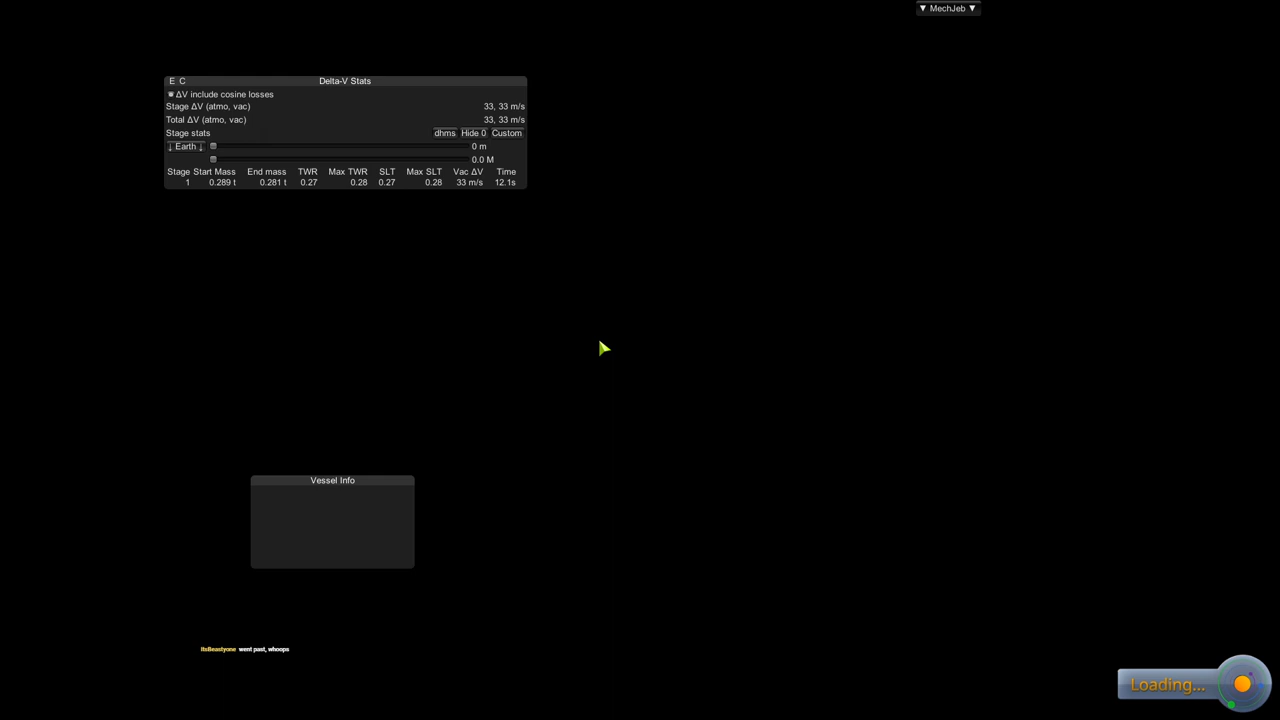 ▼ MechJeb ▼
E C Delta-V Stats
ΔV include cosine losses
Stage ΔV (atmo, vac) 33, 33 m/s
Total ΔV (atmo, vac) 33, 33 m/s
Stage stats dhms Hide 0 Custom
↓ Earth ↓ 0 m
0.0 M
Stage Start Mass End mass TWR Max TWR SLT Max SLT Vac ΔV Time
1 0.289 t 0.281 t 0.27 0.28 0.27 0.28 33 m/s 12.1s
Vessel Info
ItsBeastyone went past, whoops
Loading...